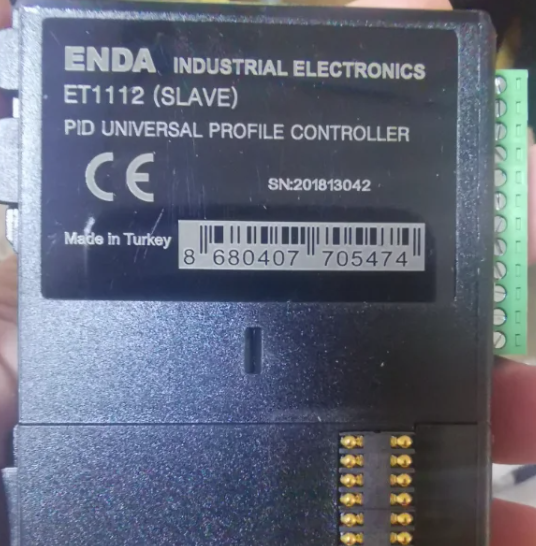 ENDA INDUSTRIAL ELECTRONICS
ET1112 (SLAVE)
PID UNIVERSAL PROFILE CONTROLLER
CE
SN:201813042
Made in Turkey
8 680407 705474